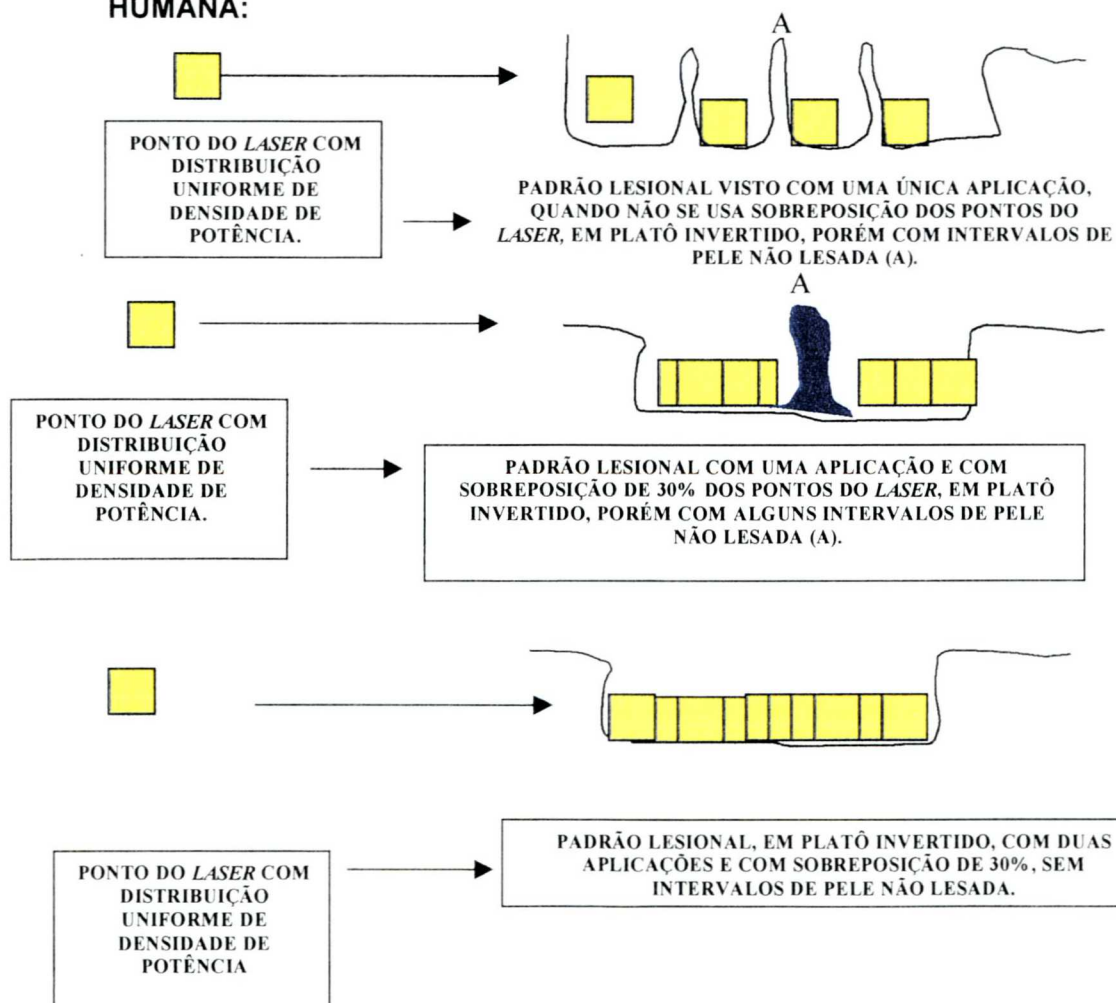 HUMANA:
A
PONTO DO LASER COM
DISTRIBUIÇÃO
UNIFORME DE
DENSIDADE DE
POTÊNCIA.
PADRÃO LESIONAL VISTO COM UMA ÚNICA APLICAÇÃO,
QUANDO NÃO SE USA SOBREPOSIÇÃO DOS PONTOS DO
LASER, EM PLATÔ INVERTIDO, PORÉM COM INTERVALOS DE
PELE NÃO LESADA (A).
A
PONTO DO LASER COM
DISTRIBUIÇÃO
UNIFORME DE
DENSIDADE DE
POTÊNCIA.
PADRÃO LESIONAL COM UMA APLICAÇÃO E COM
SOBREPOSIÇÃO DE 30% DOS PONTOS DO LASER, EM PLATÔ
INVERTIDO, PORÉM COM ALGUNS INTERVALOS DE PELE
NÃO LESADA (A).
PONTO DO LASER COM
DISTRIBUIÇÃO
UNIFORME DE
DENSIDADE DE
POTÊNCIA
PADRÃO LESIONAL, EM PLATÔ INVERTIDO, COM DUAS
APLICAÇÕES E COM SOBREPOSIÇÃO DE 30%, SEM
INTERVALOS DE PELE NÃO LESADA.